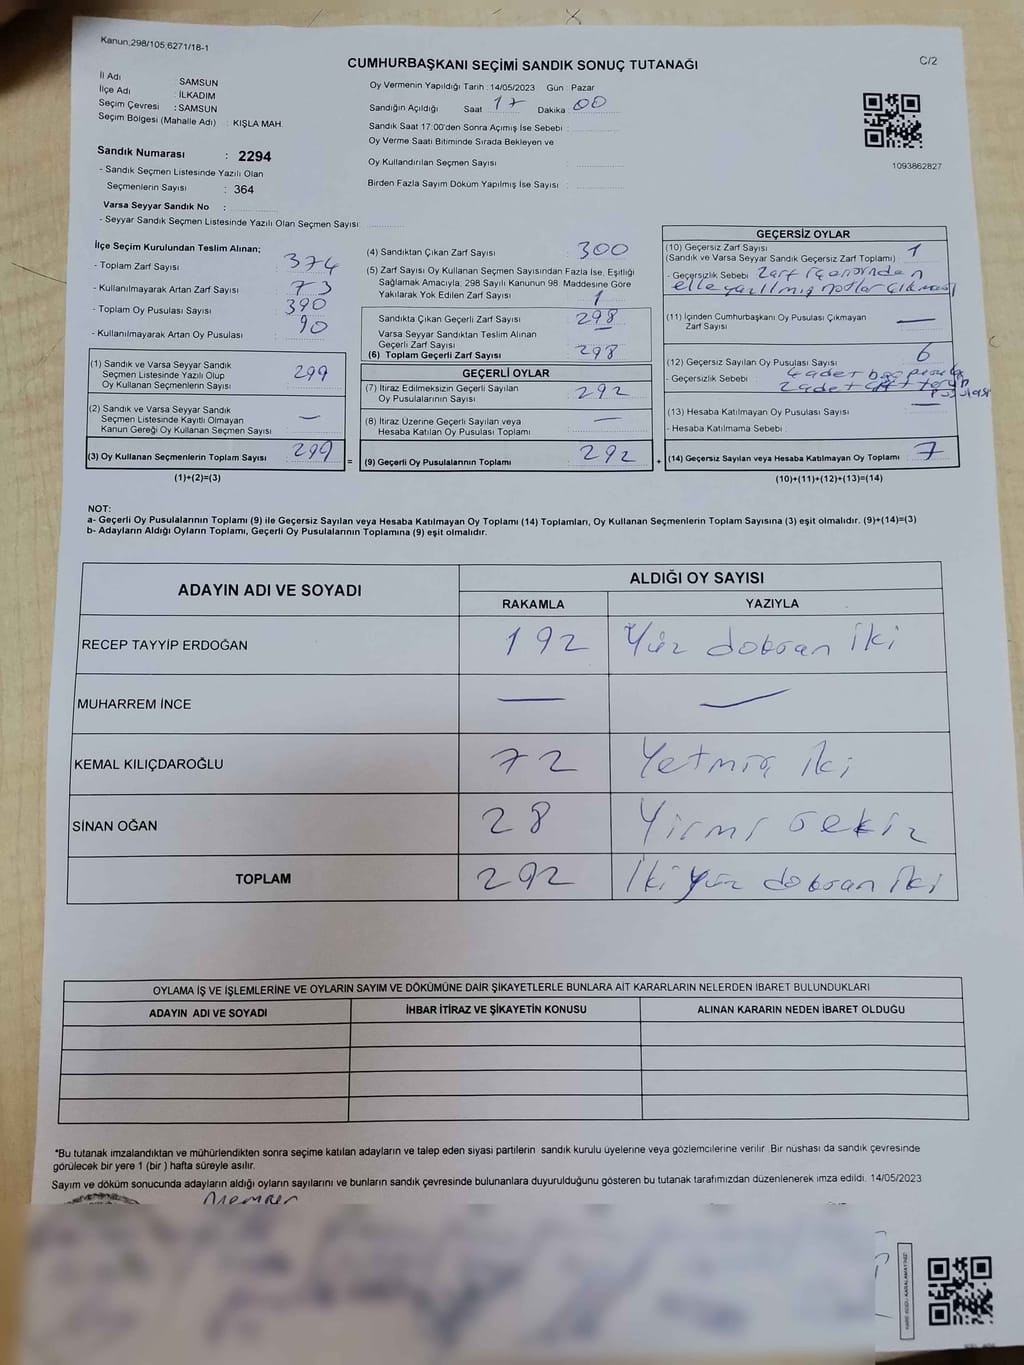 Kanun:298/105,6271/18-1
C/2
CUMHURBAŞKANI SEÇİMİ SANDIK SONUÇ TUTANAĞI
İl Adı : SAMSUN
İlçe Adı : İLKADIM
Seçim Çevresi : SAMSUN
Seçim Bölgesi (Mahalle Adı) : KIŞLA MAH.
Sandık Numarası : 2294
- Sandık Seçmen Listesinde Yazılı Olan
Seçmenlerin Sayısı : 364
Varsa Seyyar Sandık No :
- Seyyar Sandık Seçmen Listesinde Yazılı Olan Seçmen Sayısı:
Oy Vermenin Yapıldığı Tarih : 14/05/2023 Gün : Pazar
Sandığın Açıldığı Saat 17 Dakika 00
Sandık Saat 17:00'den Sonra Açımış İse Sebebi :
Oy Verme Saati Bitiminde Sırada Bekleyen ve
Oy Kullandırılan Seçmen Sayısı :
Birden Fazla Sayım Döküm Yapılmış İse Sayısı :
1093862827
İlçe Seçim Kurulundan Teslim Alınan;
- Toplam Zarf Sayısı : 374
- Kullanılmayarak Artan Zarf Sayısı : 73
- Toplam Oy Pusulası Sayısı : 390
- Kullanılmayarak Artan Oy Pusulası : 90
(1) Sandık ve Varsa Seyyar Sandık
Seçmen Listesinde Yazılı Olup
Oy Kullanan Seçmenlerin Sayısı : 299
(2) Sandık ve Varsa Seyyar Sandık
Seçmen Listesinde Kayıtlı Olmayan
Kanun Gereği Oy Kullanan Seçmen Sayısı : —
(3) Oy Kullanan Seçmenlerin Toplam Sayısı : 299
(1)+(2)=(3)
=
(4) Sandıktan Çıkan Zarf Sayısı : 300
(5) Zarf Sayısı Oy Kullanan Seçmen Sayısından Fazla İse, Eşitliği
Sağlamak Amacıyla; 298 Sayılı Kanunun 98. Maddesine Göre
Yakılarak Yok Edilen Zarf Sayısı : 1
Sandıkta Çıkan Geçerli Zarf Sayısı : 298
Varsa Seyyar Sandıktan Teslim Alınan
Geçerli Zarf Sayısı : —
(6) Toplam Geçerli Zarf Sayısı : 298
GEÇERLİ OYLAR
(7) İtiraz Edilmeksizin Geçerli Sayılan
Oy Pusulalarının Sayısı : 292
(8) İtiraz Üzerine Geçerli Sayılan veya
Hesaba Katılan Oy Pusulası Toplamı : —
(9) Geçerli Oy Pusulalarının Toplamı : 292
+
GEÇERSİZ OYLAR
(10) Geçersiz Zarf Sayısı
(Sandık ve Varsa Seyyar Sandık Geçersiz Zarf Toplamı) : 1
- Geçersizlik Sebebi : Zarf içerisinden
elle yazılmış notlar çıkması
(11) İçinden Cumhurbaşkanı Oy Pusulası Çıkmayan
Zarf Sayısı : —
(12) Geçersiz Sayılan Oy Pusulası Sayısı : 6
- Geçersizlik Sebebi : 4 adet boş pusula
2 adet çift tercih
pusulası
(13) Hesaba Katılmayan Oy Pusulası Sayısı : —
- Hesaba Katılmama Sebebi :
(14) Geçersiz Sayılan veya Hesaba Katılmayan Oy Toplamı : 7
(10)+(11)+(12)+(13)=(14)
NOT:
a- Geçerli Oy Pusulalarının Toplamı (9) ile Geçersiz Sayılan veya Hesaba Katılmayan Oy Toplamı (14) Toplamları, Oy Kullanan Seçmenlerin Toplam Sayısına (3) eşit olmalıdır. (9)+(14)=(3)
b- Adayların Aldığı Oyların Toplamı, Geçerli Oy Pusulalarının Toplamına (9) eşit olmalıdır.
ADAYIN ADI VE SOYADI
ALDIĞI OY SAYISI
RAKAMLA YAZIYLA
RECEP TAYYİP ERDOĞAN 192 Yüz doksan iki
MUHARREM İNCE — —
KEMAL KILIÇDAROĞLU 72 Yetmiş iki
SİNAN OĞAN 28 Yirmi sekiz
TOPLAM 292 İki yüz doksan iki
OYLAMA İŞ VE İŞLEMLERİNE VE OYLARIN SAYIM VE DÖKÜMÜNE DAİR ŞİKAYETLERLE BUNLARA AİT KARARLARIN NELERDEN İBARET BULUNDUKLARI
ADAYIN ADI VE SOYADI İHBAR İTİRAZ VE ŞİKAYETİN KONUSU ALINAN KARARIN NEDEN İBARET OLDUĞU
*Bu tutanak imzalandıktan ve mühürlendikten sonra seçime katılan adayların ve talep eden siyasi partilerin sandık kurulu üyelerine veya gözlemcilerine verilir. Bir nüshası da sandık çevresinde
görülecek bir yere 1 (bir ) hafta süreyle asılır.
Sayım ve döküm sonucunda adayların aldığı oyların sayılarını ve bunların sandık çevresinde bulunanlara duyurulduğunu gösteren bu tutanak tarafımızdan düzenlenerek imza edildi. 14/05/2023